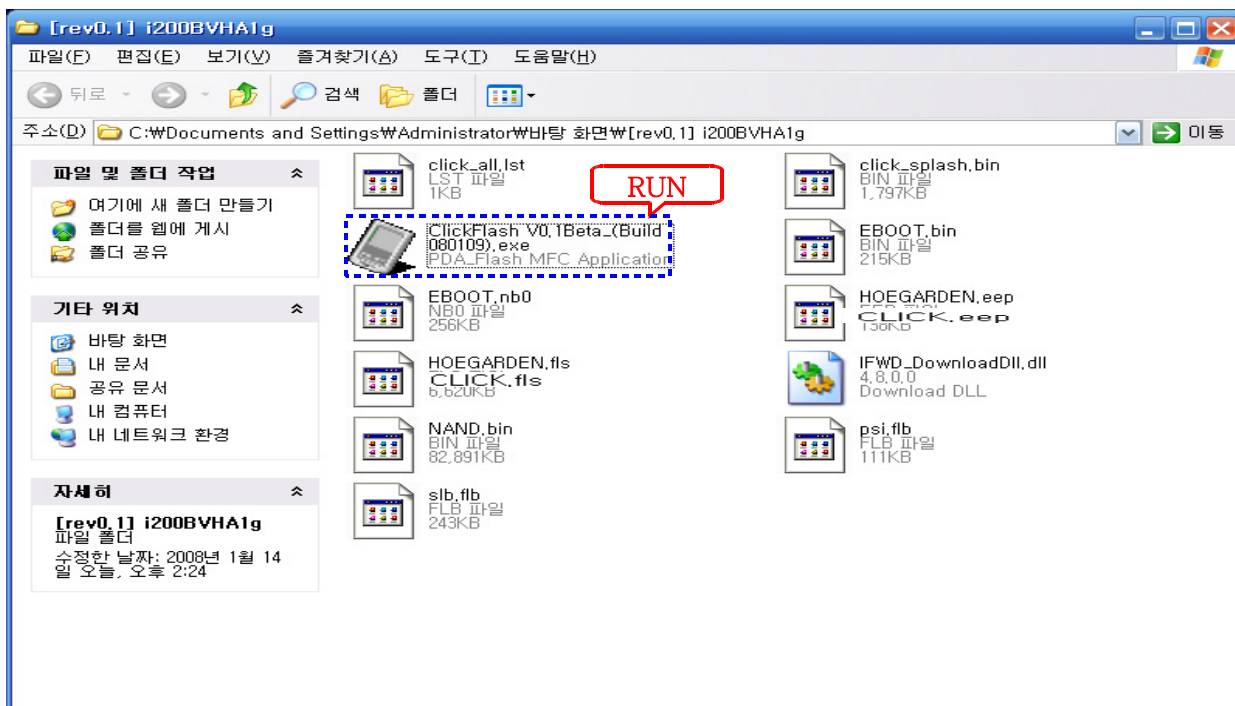 [rev0.1] i200BVHA1g
파일(F) 편집(E) 보기(V) 즐겨찾기(A) 도구(T) 도움말(H)
뒤로 검색 폴더
주소(D) C:₩Documents and Settings₩Administrator₩바탕 화면₩[rev0.1] i200BVHA1g 이동
파일 및 폴더 작업
여기에 새 폴더 만들기
폴더를 웹에 게시
폴더 공유
기타 위치
바탕 화면
내 문서
공유 문서
내 컴퓨터
내 네트워크 환경
자세히
[rev0.1] i200BVHA1g
파일 폴더
수정한 날짜: 2008년 1월 14
일 오늘, 오후 2:24
click_all.lst
LST 파일
1KB
RUN
click_splash.bin
BIN 파일
1,797KB
ClickFlash V0.1Beta_(Build
080109).exe
PDA_Flash MFC Application
EBOOT.bin
BIN 파일
215KB
EBOOT.nb0
NB0 파일
256KB
HOEGARDEN.eep
CLICK.eep
HOEGARDEN.fls
CLICK.fls
6,620KB
IFWD_DownloadDll.dll
4.8.0.0
Download DLL
NAND.bin
BIN 파일
82,891KB
psi.flb
FLB 파일
111KB
slb.flb
FLB 파일
243KB